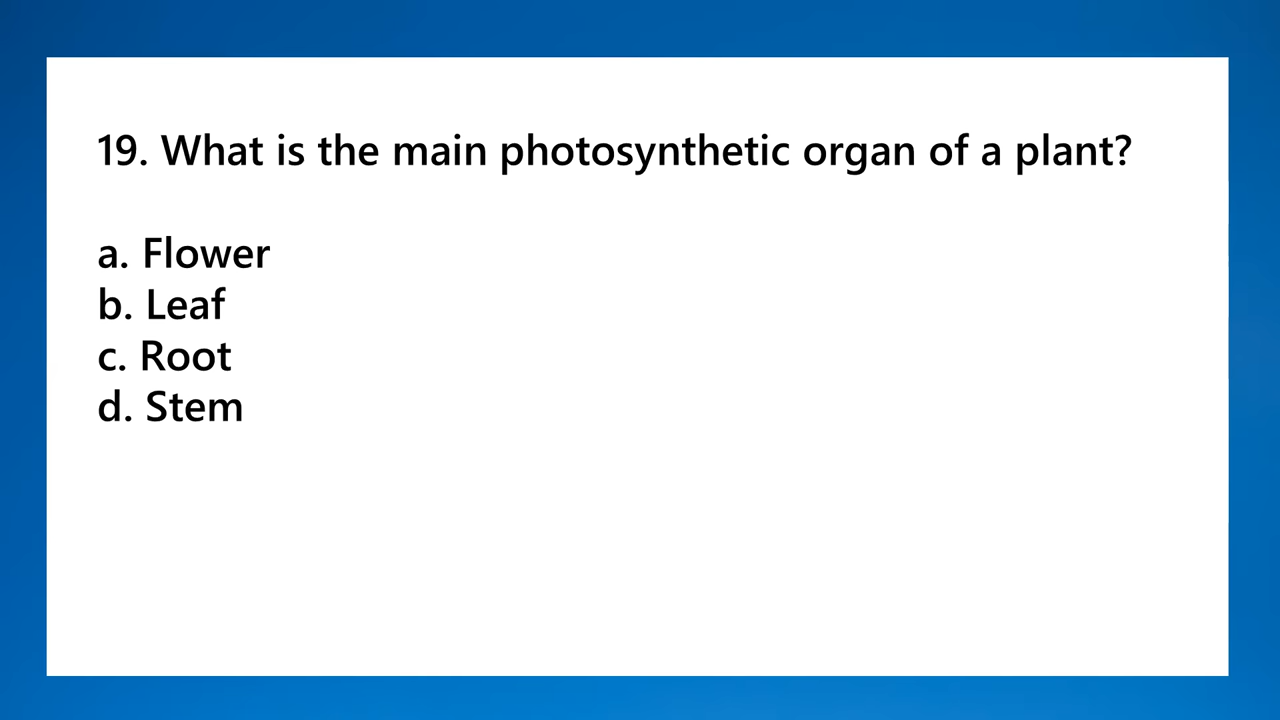 19. What is the main photosynthetic organ of a plant?
a. Flower
b. Leaf
c. Root
d. Stem